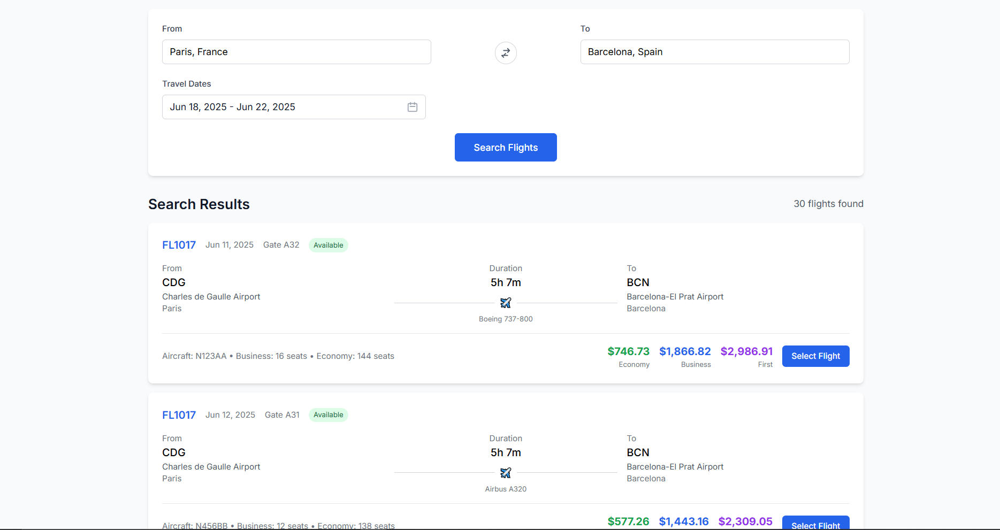 From
To
Paris, France
Barcelona, Spain
Travel Dates
Jun 18, 2025 - Jun 22, 2025
Search Flights
Search Results
30 flights found
FL1017 Jun 11, 2025 Gate A32 Available
From
CDG
Charles de Gaulle Airport
Paris
Duration
5h 7m
Boeing 737-800
To
BCN
Barcelona-El Prat Airport
Barcelona
Aircraft: N123AA • Business: 16 seats • Economy: 144 seats
$746.73
Economy
$1,866.82
Business
$2,986.91
First
Select Flight
FL1017 Jun 12, 2025 Gate A31 Available
From
CDG
Charles de Gaulle Airport
Paris
Duration
5h 7m
Airbus A320
To
BCN
Barcelona-El Prat Airport
Barcelona
Aircraft: N456BB • Business: 12 seats • Economy: 138 seats
$577.26
$1,443.16
$2,309.05
Select Flight